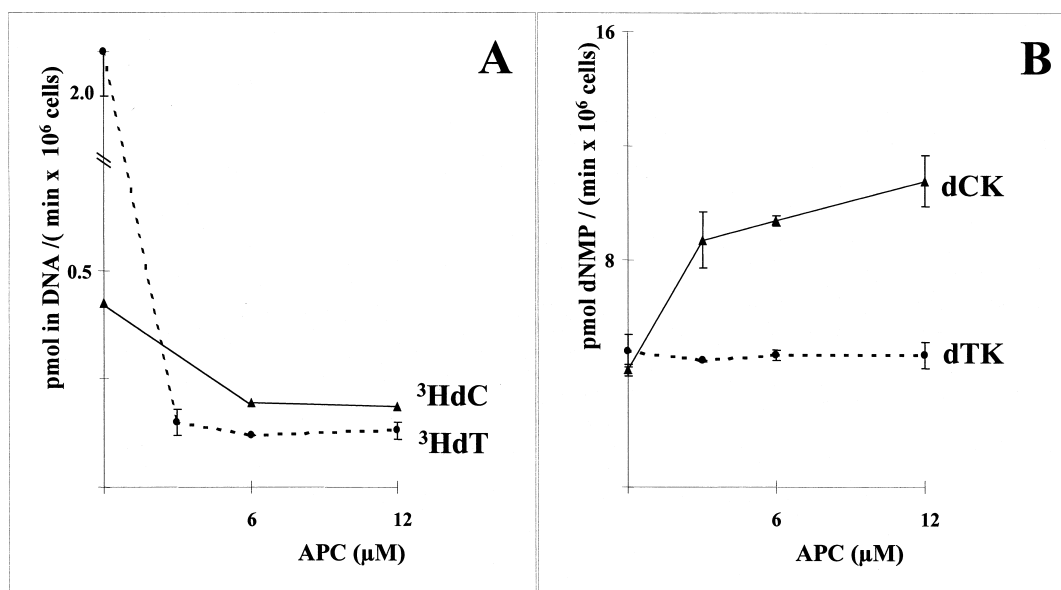 A
pmol in DNA /( min x 10⁶ cells)
2.0
0.5
³HdC
³HdT
6
12
APC (µM)
B
pmol dNMP / (min x 10⁶ cells)
16
8
dCK
dTK
6
12
APC (µM)